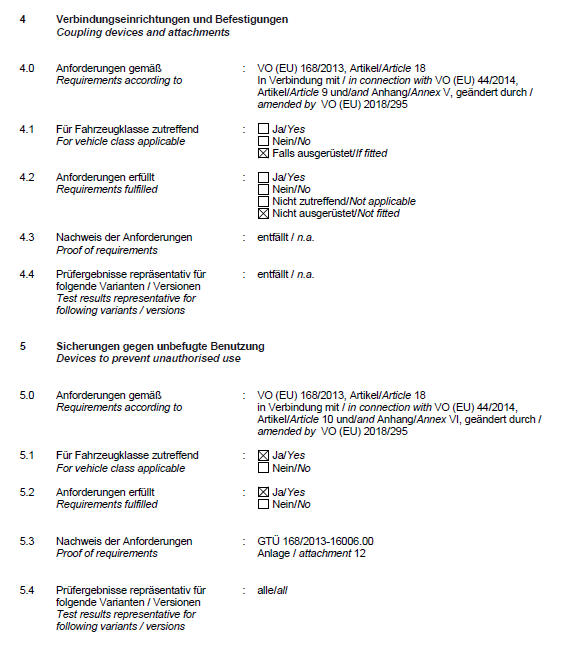 4 Verbindungseinrichtungen und Befestigungen
Coupling devices and attachments
4.0 Anforderungen gemäß : VO (EU) 168/2013, Artikel/Article 18
Requirements according to In Verbindung mit / in connection with VO (EU) 44/2014,
Artikel/Article 9 und/and Anhang/Annex V, geändert durch /
amended by VO (EU) 2018/295
4.1 Für Fahrzeugklasse zutreffend : ☐ Ja/Yes
For vehicle class applicable ☐ Nein/No
☒ Falls ausgerüstet/If fitted
4.2 Anforderungen erfüllt : ☐ Ja/Yes
Requirements fulfilled ☐ Nein/No
☐ Nicht zutreffend/Not applicable
☒ Nicht ausgerüstet/Not fitted
4.3 Nachweis der Anforderungen : entfällt / n.a.
Proof of requirements
4.4 Prüfergebnisse repräsentativ für : entfällt / n.a.
folgende Varianten / Versionen
Test results representative for
following variants / versions
5 Sicherungen gegen unbefugte Benutzung
Devices to prevent unauthorised use
5.0 Anforderungen gemäß : VO (EU) 168/2013, Artikel/Article 18
Requirements according to in Verbindung mit / in connection with VO (EU) 44/2014,
Artikel/Article 10 und/and Anhang/Annex VI, geändert durch /
amended by VO (EU) 2018/295
5.1 Für Fahrzeugklasse zutreffend : ☒ Ja/Yes
For vehicle class applicable ☐ Nein/No
5.2 Anforderungen erfüllt : ☒ Ja/Yes
Requirements fulfilled ☐ Nein/No
5.3 Nachweis der Anforderungen : GTÜ 168/2013-16006.00
Proof of requirements Anlage / attachment 12
5.4 Prüfergebnisse repräsentativ für : alle/all
folgende Varianten / Versionen
Test results representative for
following variants / versions